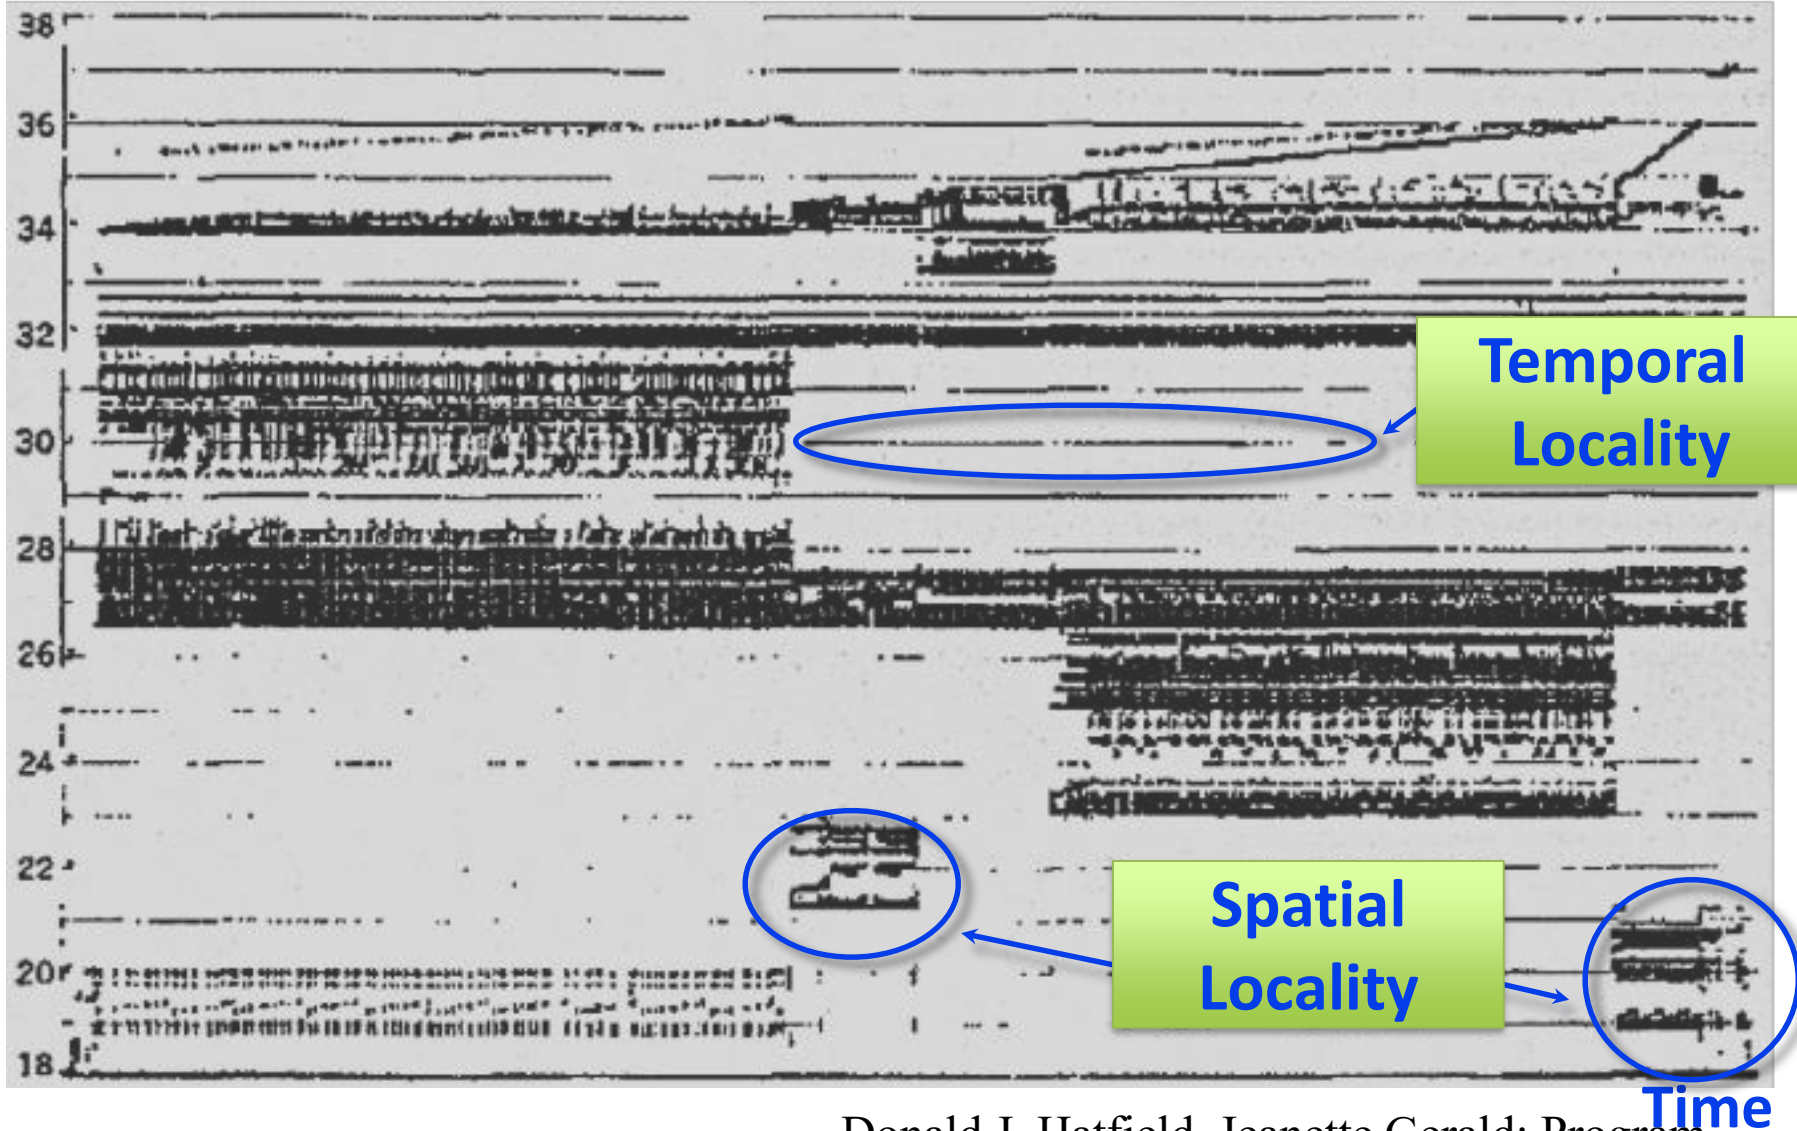 38
36
34
32
30
28
26
24
22
20
18
Temporal
Locality
Spatial
Locality
Time
Donald J. Hatfield, Jeanette Gerald: Program